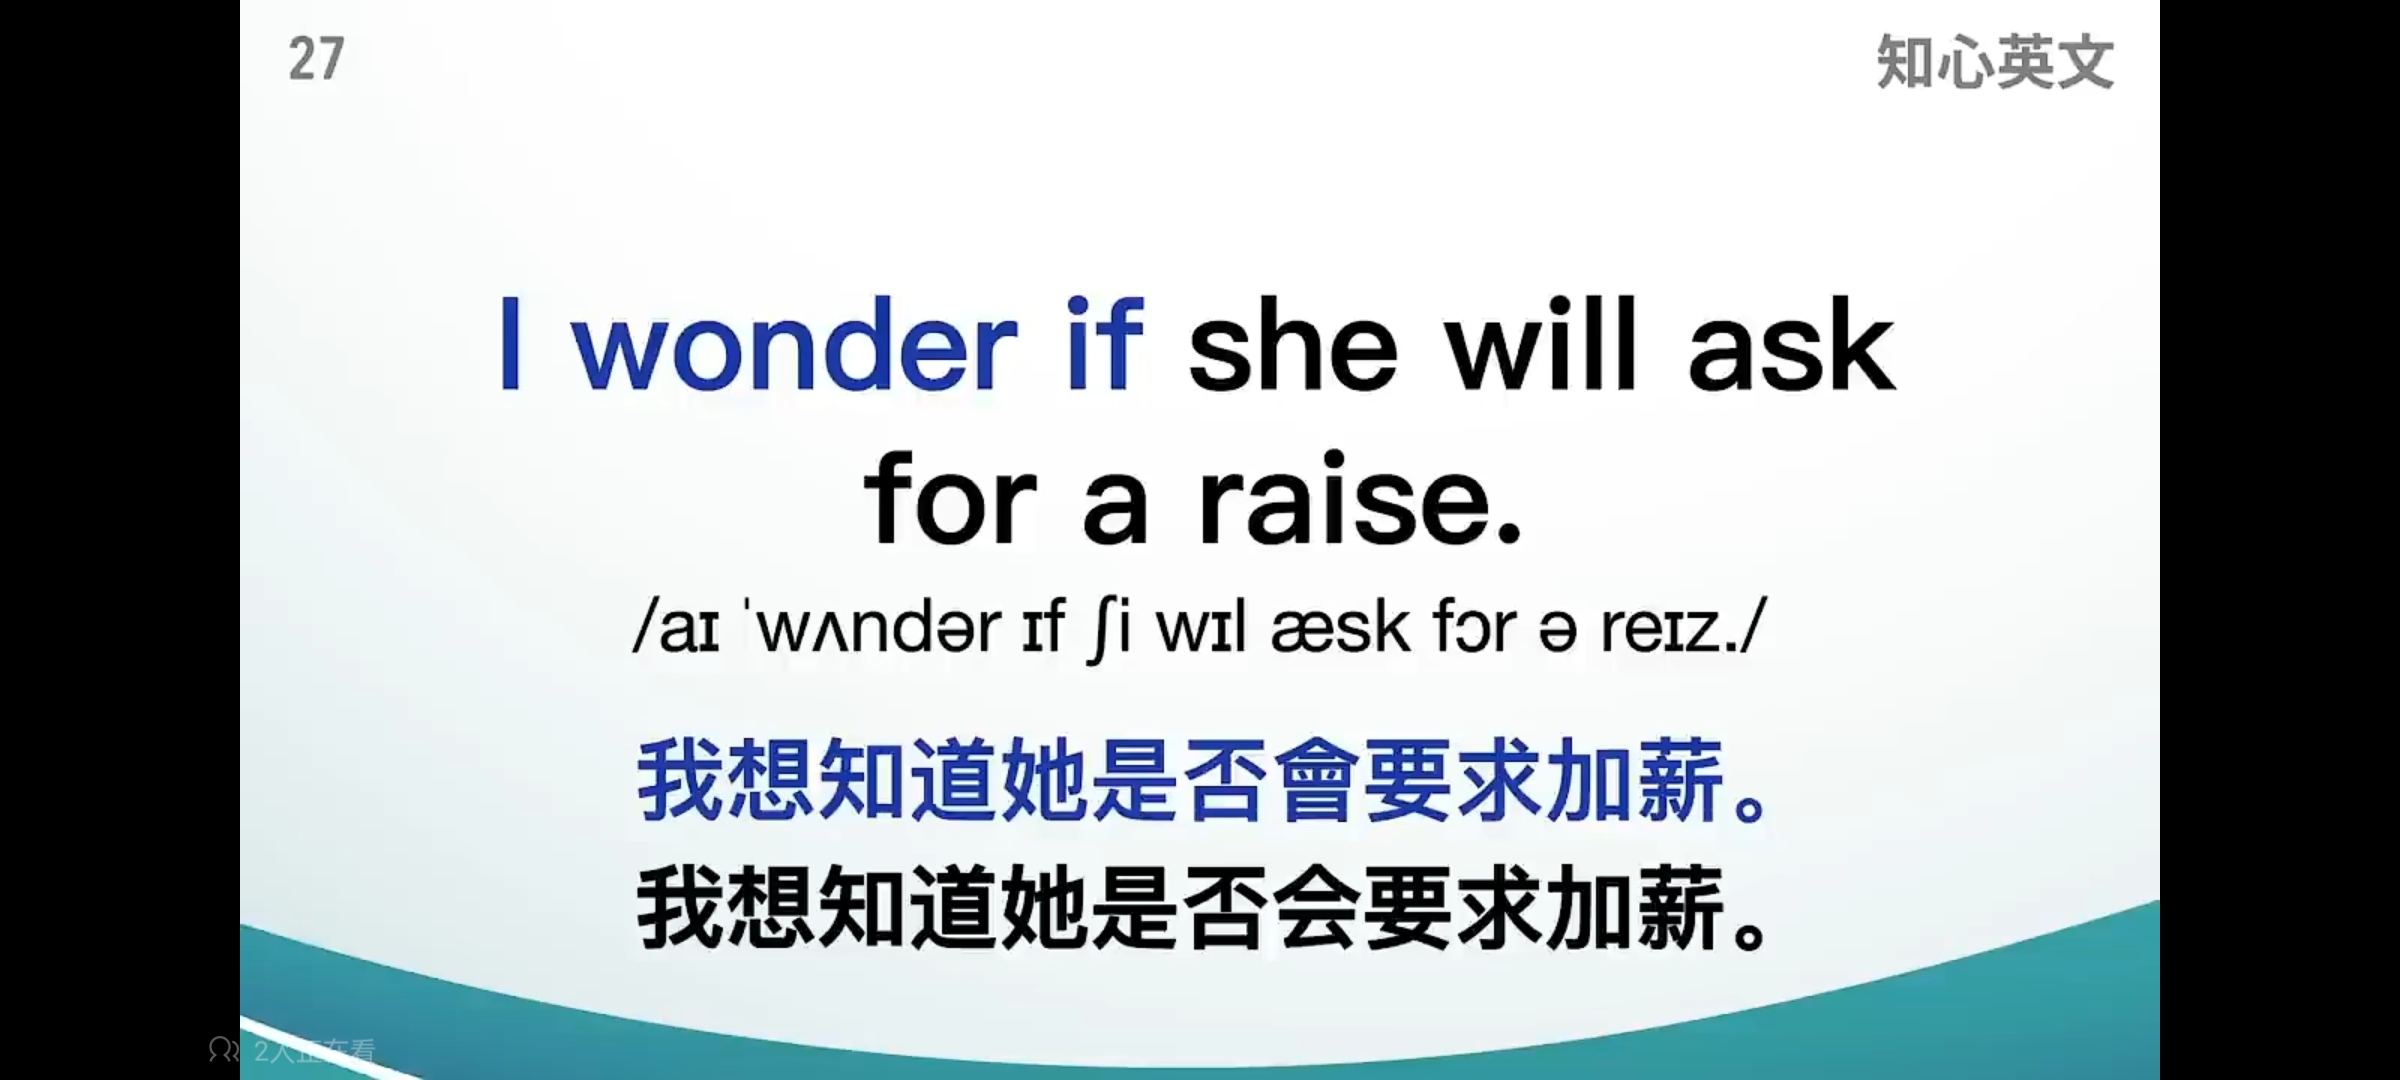 27
知心英文
I wonder if she will ask
for a raise.
/aɪ ˈwʌndər ɪf ʃi wɪl æsk fɔr ə reɪz./
我想知道她是否會要求加薪。
我想知道她是否会要求加薪。
2人正在看